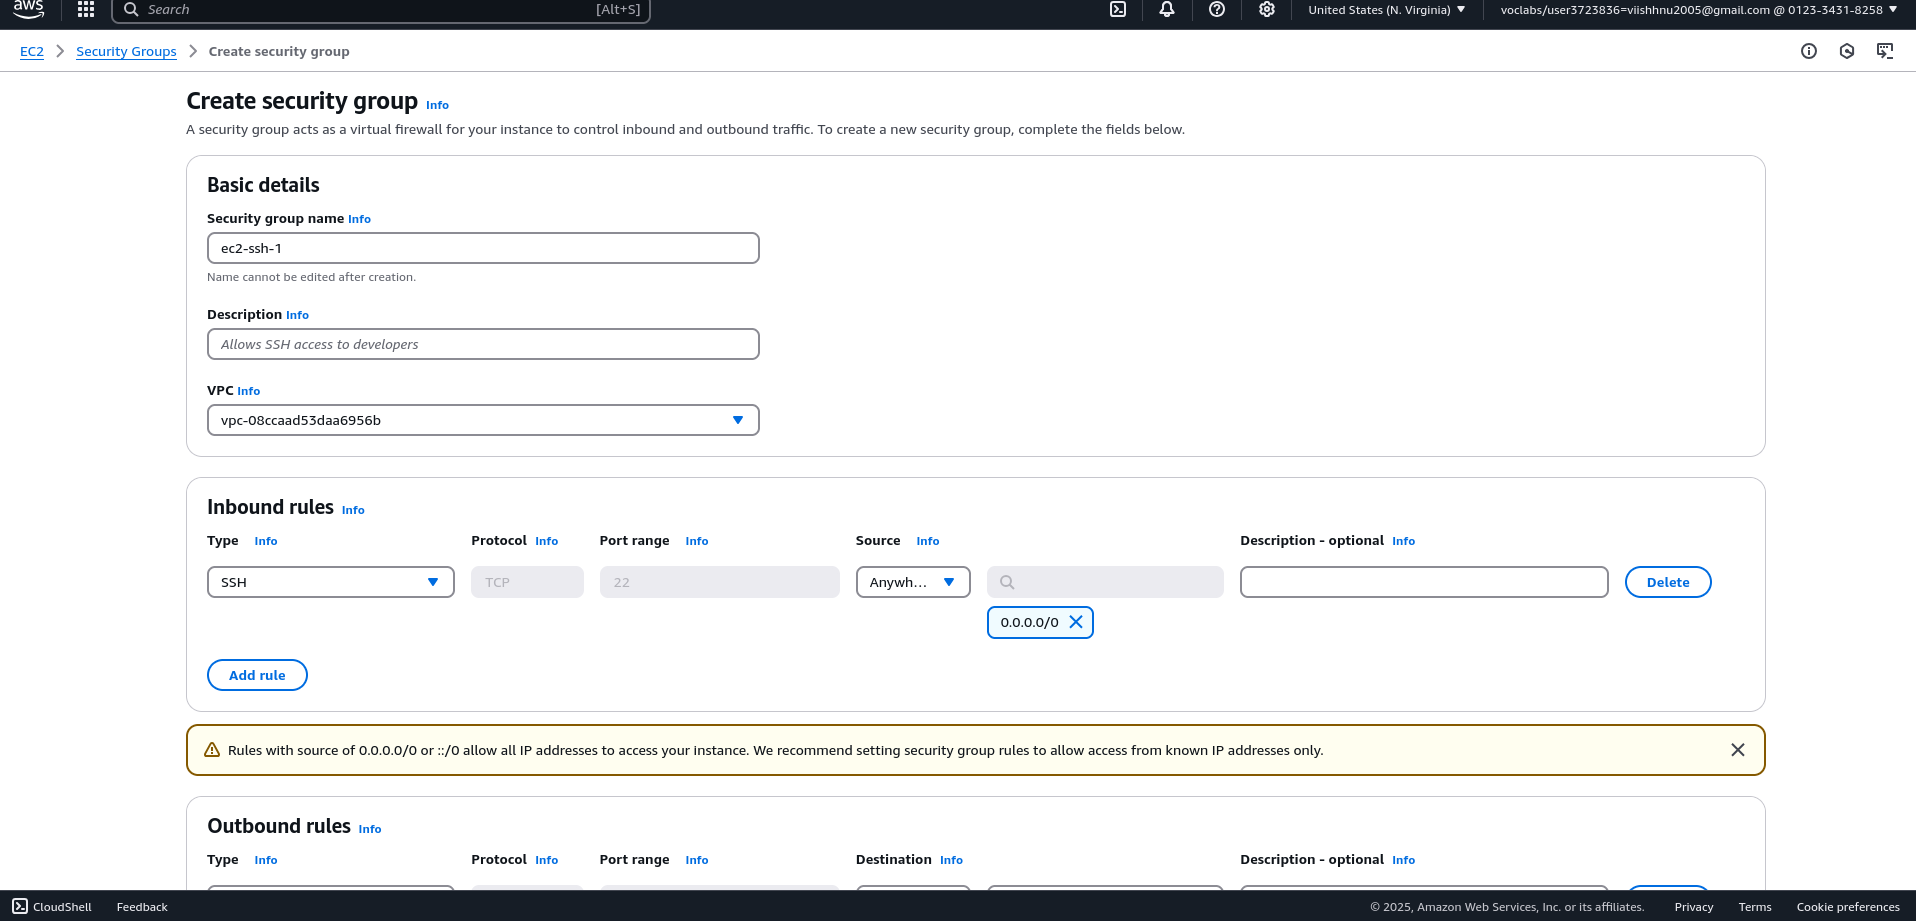 aws
Search [Alt+S]
United States (N. Virginia)
voclabs/user3723836=viishhnu2005@gmail.com @ 0123-3431-8258
EC2 Security Groups Create security group
Create security group Info
A security group acts as a virtual firewall for your instance to control inbound and outbound traffic. To create a new security group, complete the fields below.
Basic details
Security group name Info
ec2-ssh-1
Name cannot be edited after creation.
Description Info
Allows SSH access to developers
VPC Info
vpc-08ccaad53daa6956b
Inbound rules Info
Type Info Protocol Info Port range Info Source Info Description - optional Info
SSH TCP 22 Anywh... Delete
0.0.0.0/0
Add rule
Rules with source of 0.0.0.0/0 or ::/0 allow all IP addresses to access your instance. We recommend setting security group rules to allow access from known IP addresses only.
Outbound rules Info
Type Info Protocol Info Port range Info Destination Info Description - optional Info
CloudShell Feedback © 2025, Amazon Web Services, Inc. or its affiliates. Privacy Terms Cookie preferences